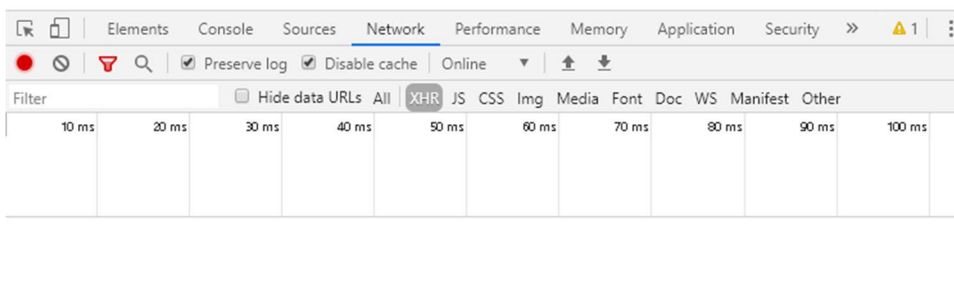 Elements Console Sources Network Performance Memory Application Security » 1
Preserve log Disable cache Online
Filter Hide data URLs All XHR JS CSS Img Media Font Doc WS Manifest Other
10 ms 20 ms 30 ms 40 ms 50 ms 60 ms 70 ms 80 ms 90 ms 100 ms